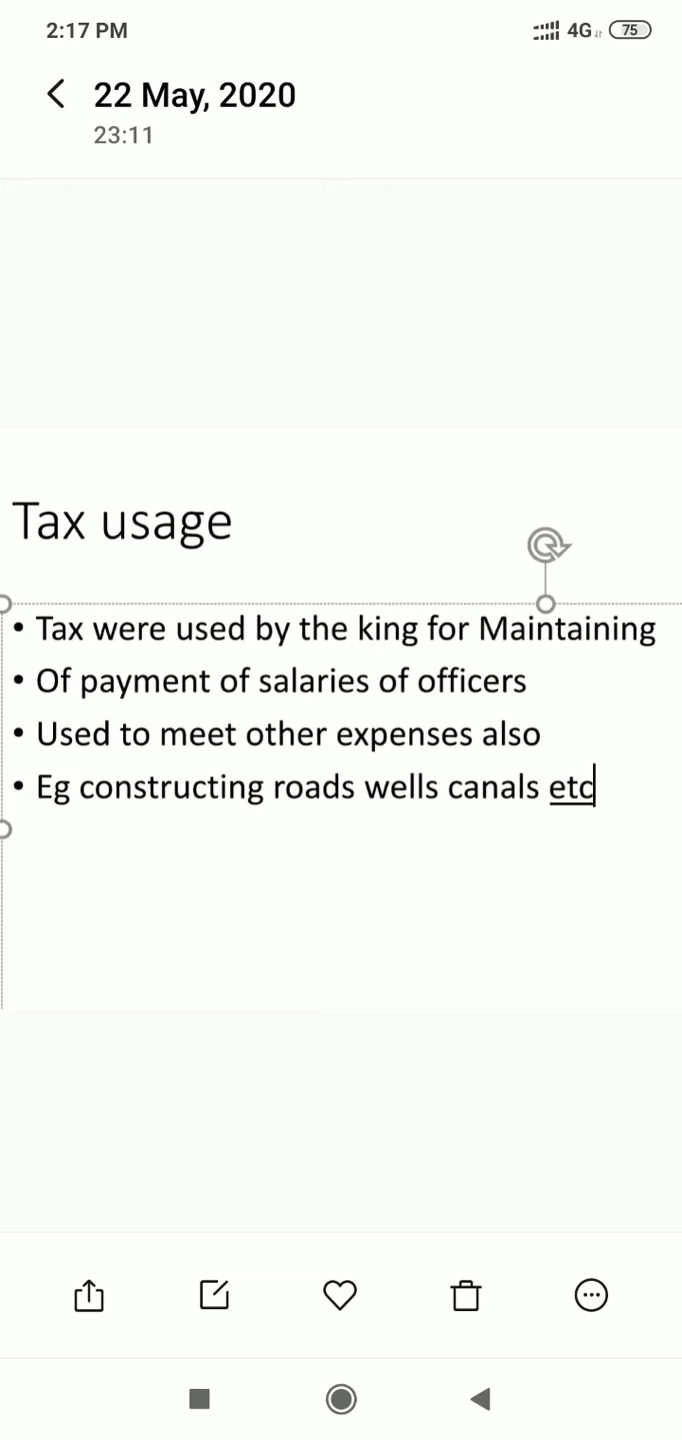 2:17 PM 4G 75
22 May, 2020
23:11
Tax usage
• Tax were used by the king for Maintaining
• Of payment of salaries of officers
• Used to meet other expenses also
• Eg constructing roads wells canals etc